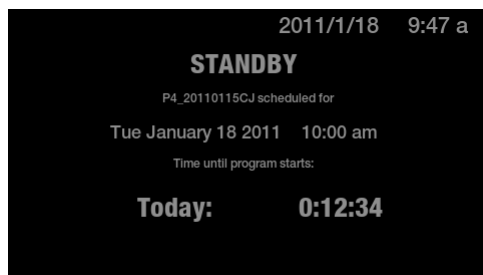 2011/1/18 9:47 a
STANDBY
P4_20110115CJ scheduled for
Tue January 18 2011 10:00 am
Time until program starts:
Today: 0:12:34